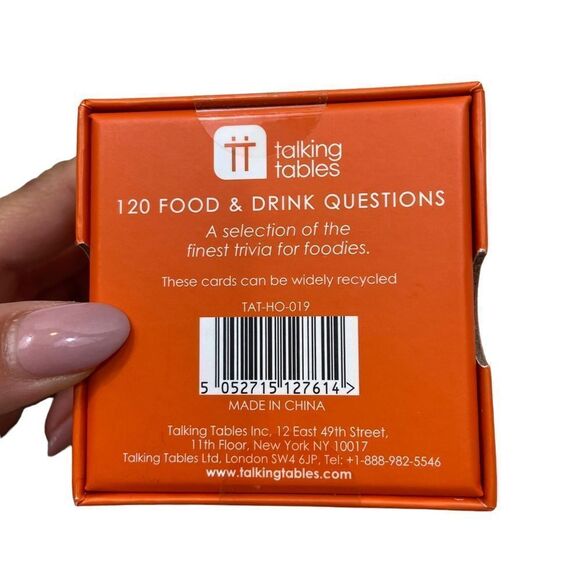 talking
tables
120 FOOD & DRINK QUESTIONS
A selection of the
finest trivia for foodies.
These cards can be widely recycled
TAT-HO-019
5 052715 127614 >
MADE IN CHINA
Talking Tables Inc, 12 East 49th Street,
11th Floor, New York NY 10017
Talking Tables Ltd, London SW4 6JP, Tel: +1-888-982-5546
www.talkingtables.com